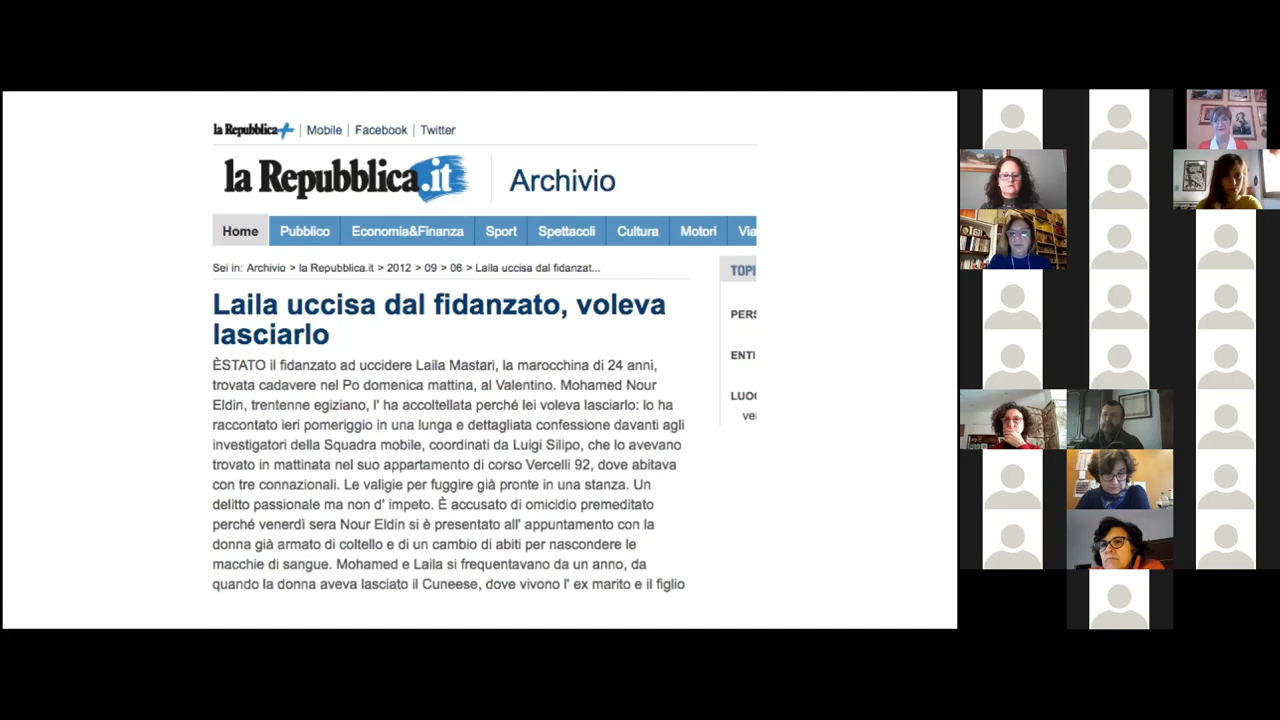 la Repubblica+ | Mobile | Facebook | Twitter
la Repubblica.it Archivio
Home Pubblico Economia&Finanza Sport Spettacoli Cultura Motori Via
Sei in: Archivio > la Repubblica.it > 2012 > 09 > 06 > Laila uccisa dal fidanzat...
TOPI
Laila uccisa dal fidanzato, voleva
lasciarlo
PERS
ENTI
LUOG
ve
ÈSTATO il fidanzato ad uccidere Laila Mastari, la marocchina di 24 anni,
trovata cadavere nel Po domenica mattina, al Valentino. Mohamed Nour
Eldin, trentenne egiziano, l' ha accoltellata perché lei voleva lasciarlo: lo ha
raccontato ieri pomeriggio in una lunga e dettagliata confessione davanti agli
investigatori della Squadra mobile, coordinati da Luigi Silipo, che lo avevano
trovato in mattinata nel suo appartamento di corso Vercelli 92, dove abitava
con tre connazionali. Le valigie per fuggire già pronte in una stanza. Un
delitto passionale ma non d' impeto. È accusato di omicidio premeditato
perché venerdì sera Nour Eldin si è presentato all' appuntamento con la
donna già armato di coltello e di un cambio di abiti per nascondere le
macchie di sangue. Mohamed e Laila si frequentavano da un anno, da
quando la donna aveva lasciato il Cuneese, dove vivono l' ex marito e il figlio